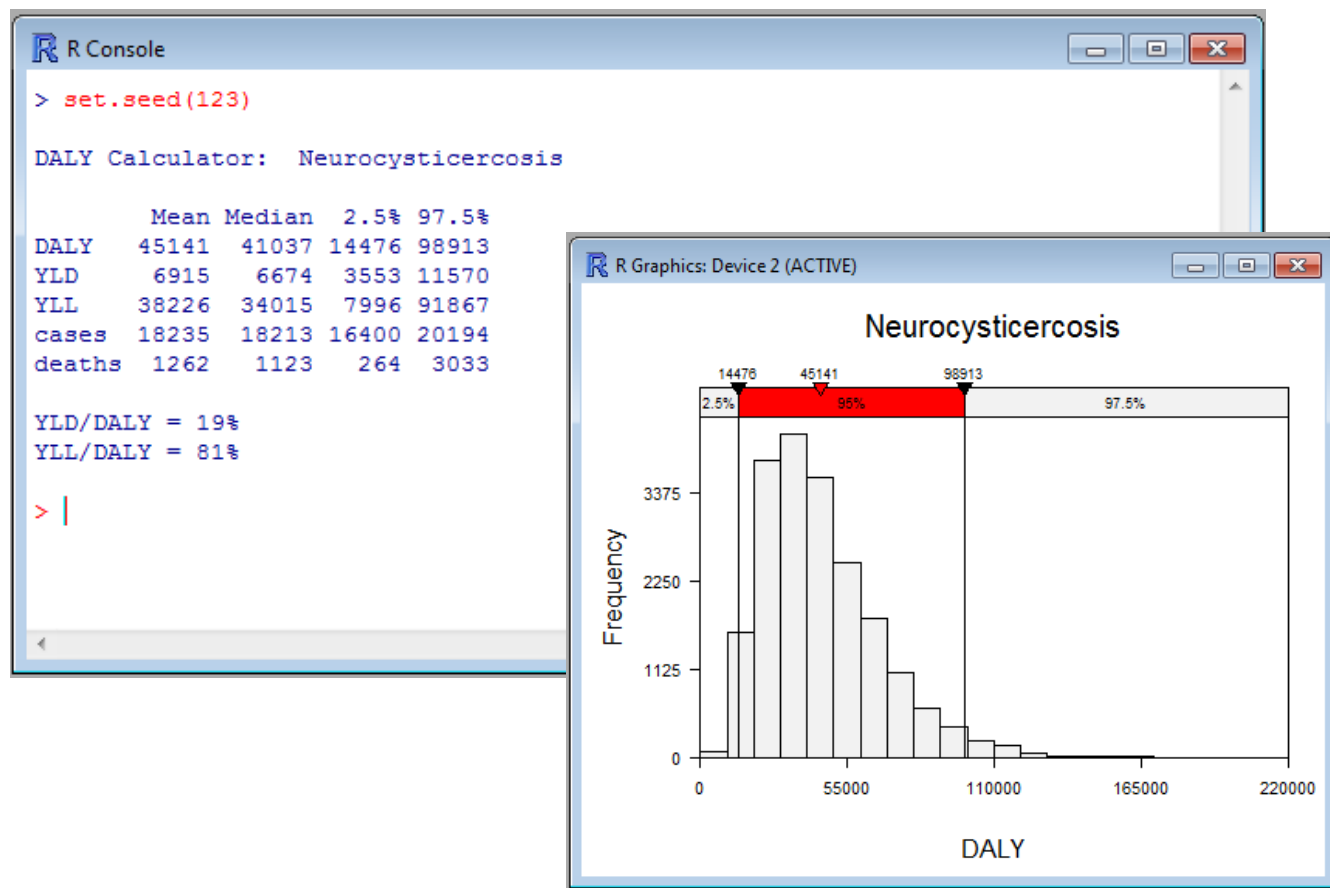 R Console
> set.seed(123)
DALY Calculator:  Neurocysticercosis
Mean Median 2.5% 97.5%
DALY 45141 41037 14476 98913
YLD 6915 6674 3553 11570
YLL 38226 34015 7996 91867
cases 18235 18213 16400 20194
deaths 1262 1123 264 3033
YLD/DALY = 19%
YLL/DALY = 81%
>
R Graphics: Device 2 (ACTIVE)
Neurocysticercosis
14476 45141 98913
2.5% 95% 97.5%
3375
2250
1125
0
Frequency
0 55000 110000 165000 220000
DALY